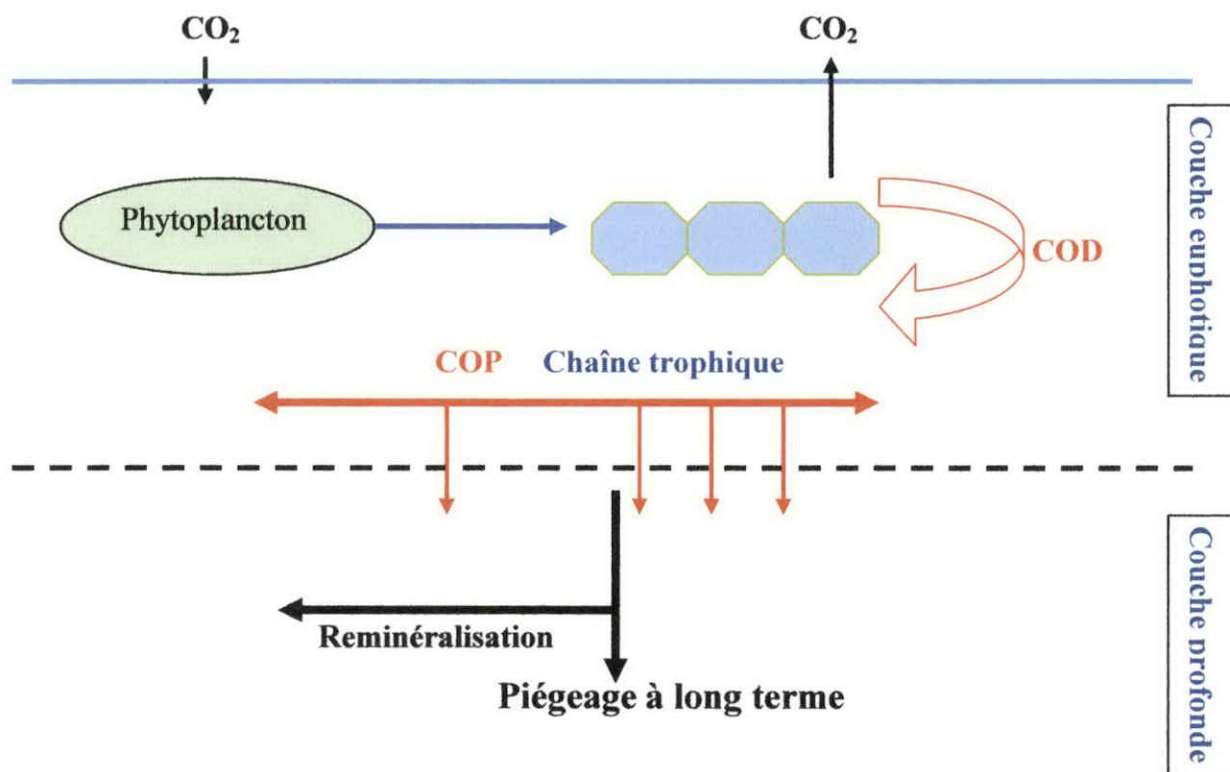 CO₂
CO₂
Couche euphotique
Phytoplancton
COD
COP Chaîne trophique
Couche profonde
Reminéralisation
Piégeage à long terme